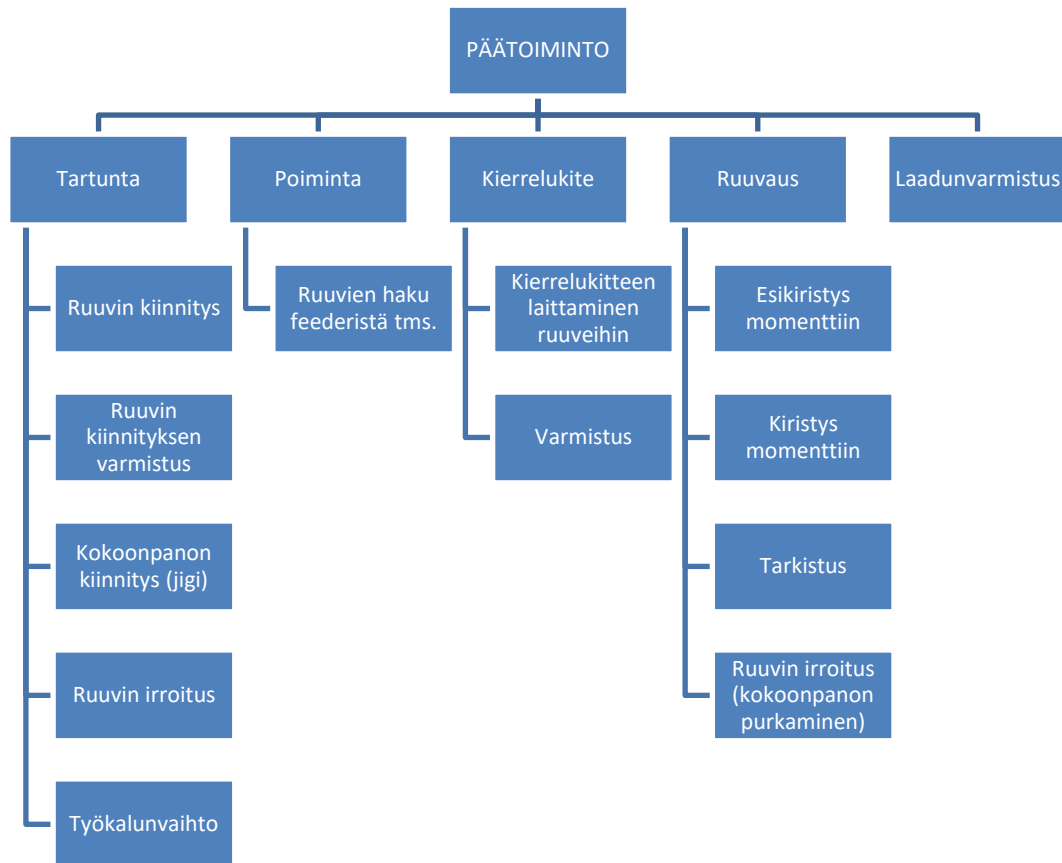 PÄÄTOIMINTO
Tartunta
Poiminta
Kierrelukite
Ruuvaus
Laadunvarmistus
Ruuvin kiinnitys
Ruuvin
kiinnityksen
varmistus
Kokoonpanon
kiinnitys (jigi)
Ruuvin irroitus
Työkalunvaihto
Ruuvien haku
feederistä tms.
Kierrelukitteen
laittaminen
ruuveihin
Varmistus
Esikiristys
momenttiin
Kiristys
momenttiin
Tarkistus
Ruuvin irroitus
(kokoonpanon
purkaminen)